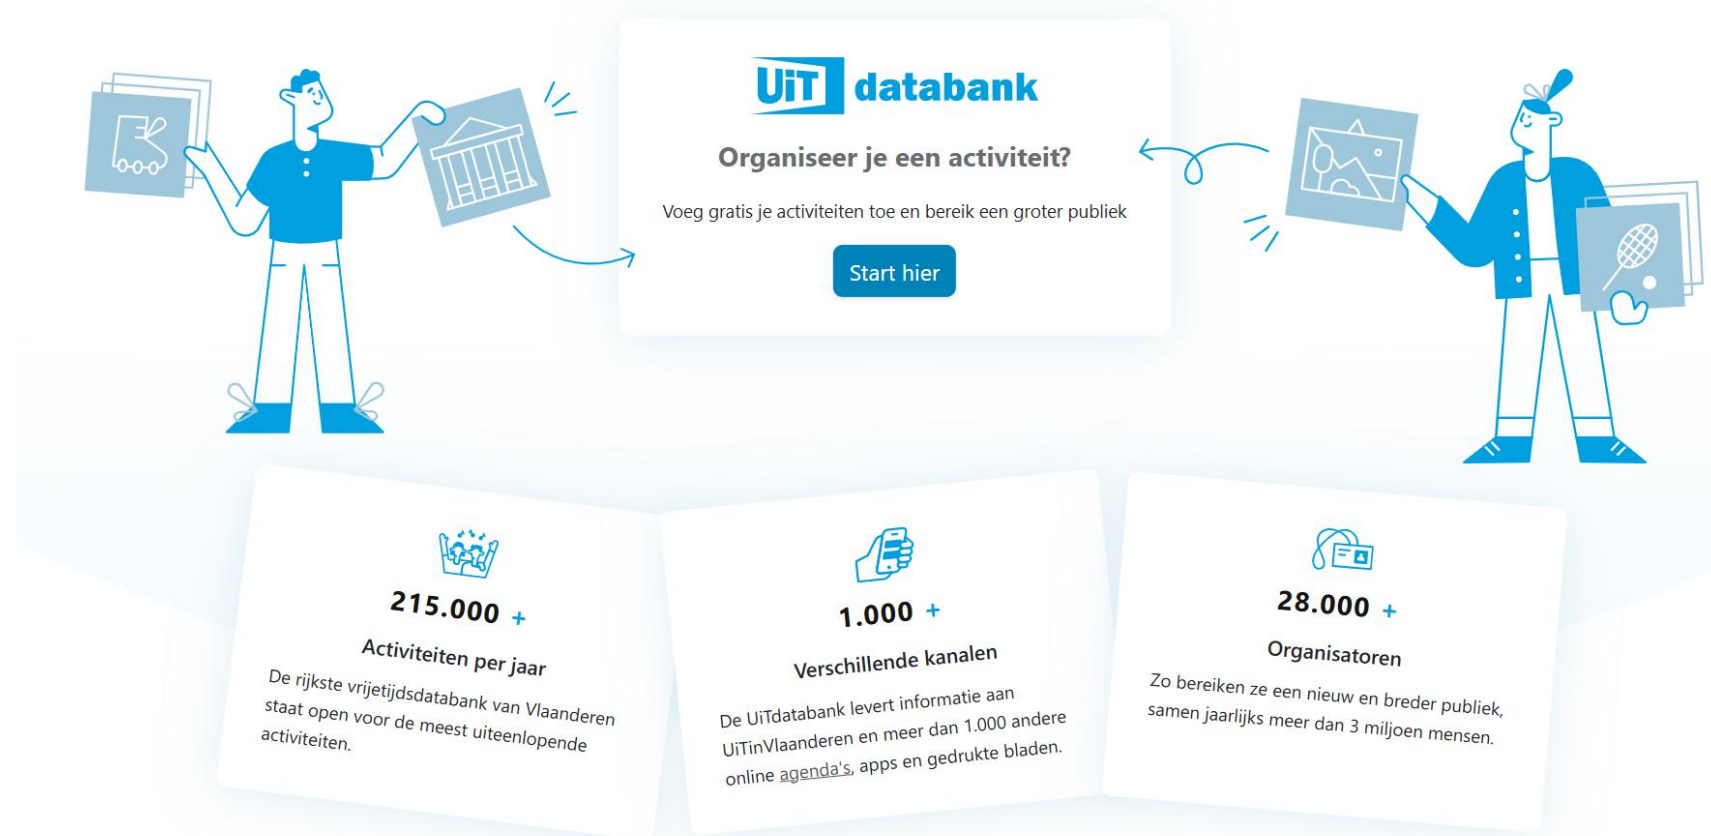 UiT databank
Organiseer je een activiteit?
Voeg gratis je activiteiten toe en bereik een groter publiek
Start hier
215.000 +
Activiteiten per jaar
De rijkste vrijetijdsdatabank van Vlaanderen
staat open voor de meest uiteenlopende
activiteiten.
1.000 +
Verschillende kanalen
De UiTdatabank levert informatie aan
UiTinVlaanderen en meer dan 1.000 andere
online agenda's, apps en gedrukte bladen.
28.000 +
Organisatoren
Zo bereiken ze een nieuw en breder publiek,
samen jaarlijks meer dan 3 miljoen mensen.